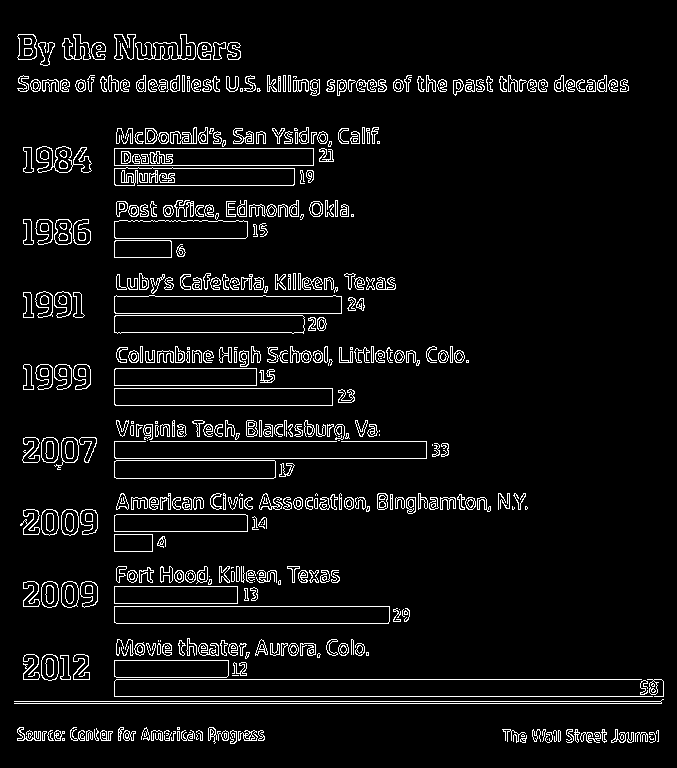 By the Numbers
Some of the deadliest U.S. killing sprees of the past three decades
McDonald's, San Ysidro, Calif.
1984
Deaths 21
Injuries 19
Post office, Edmond, Okla.
1986
15
6
Luby's Cafeteria, Killeen, Texas
1991
24
20
Columbine High School, Littleton, Colo.
1999
15
23
Virginia Tech, Blacksburg, Va.
2007
33
17
American Civic Association, Binghamton, N.Y.
2009
14
4
Fort Hood, Killeen, Texas
2009
13
29
Movie theater, Aurora, Colo.
2012
12
58
Source: Center for American Progress
The Wall Street Journal